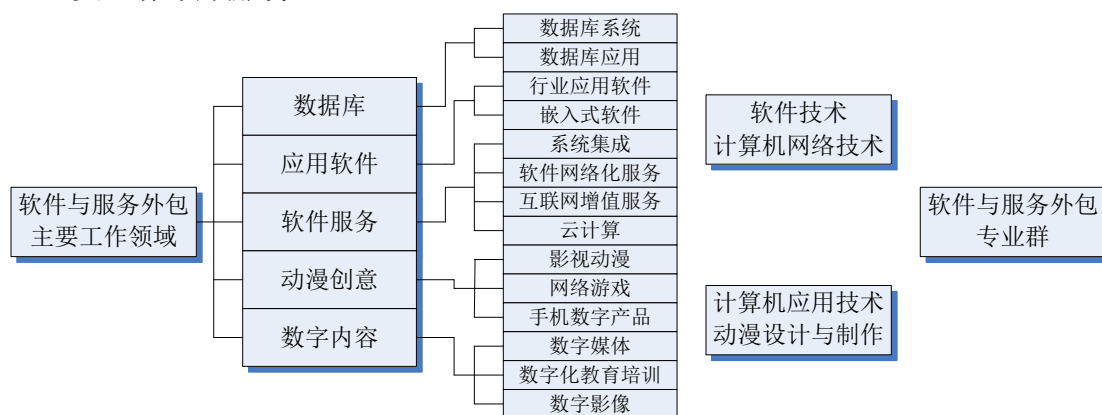 软件与服务外包
主要工作领域
数据库
应用软件
软件服务
动漫创意
数字内容
数据库系统
数据库应用
行业应用软件
嵌入式软件
系统集成
软件网络化服务
互联网增值服务
云计算
影视动漫
网络游戏
手机数字产品
数字媒体
数字化教育培训
数字影像
软件技术
计算机网络技术
计算机应用技术
动漫设计与制作
软件与服务外包
专业群